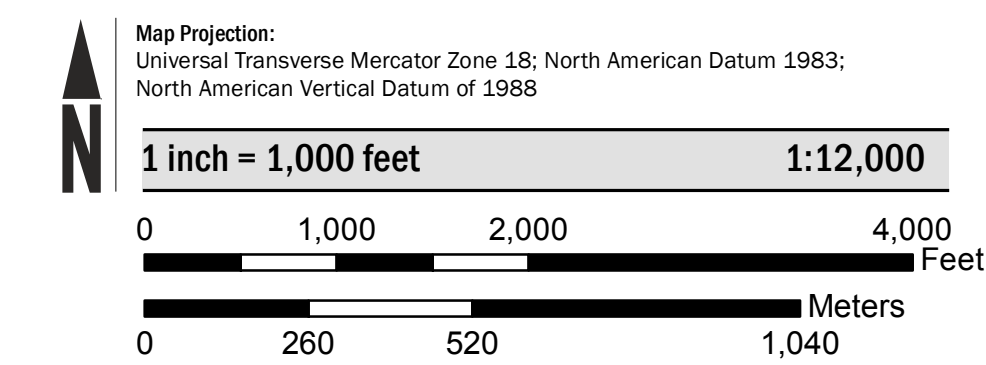 N
Map Projection:
Universal Transverse Mercator Zone 18; North American Datum 1983;
North American Vertical Datum of 1988
1 inch = 1,000 feet 1:12,000
0 1,000 2,000 4,000
Feet
Meters
0 260 520 1,040